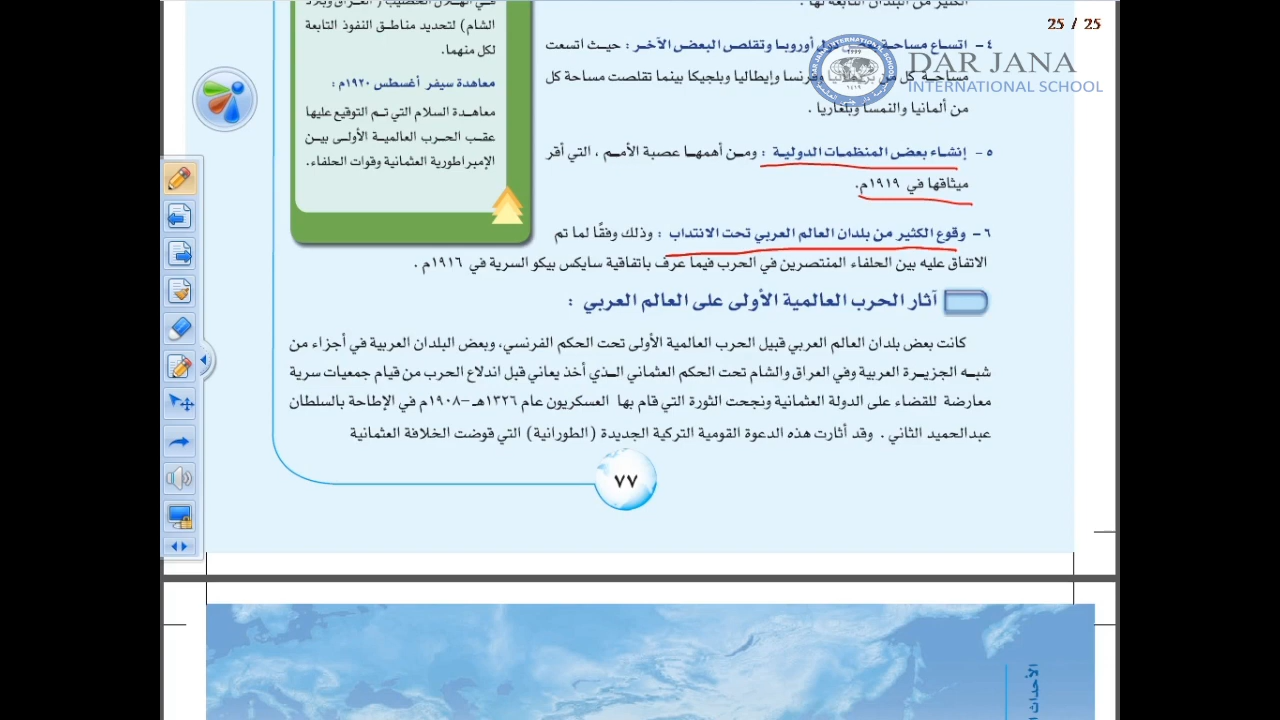 25 / 25
DAR JANA
INTERNATIONAL SCHOOL
الشام) لتحديد مناطق النفوذ التابعة
لكل منهما.
معاهدة سيفر أغسطس ١٩٢٠م :
معاهدة السلام التي تم التوقيع عليها
عقب الحرب العالمية الأولى بين
الإمبراطورية العثمانية وقوات الحلفاء.
الكثير من البلدان التابعة لها.
٤ - اتساع مساحة دول أوروبا وتقلص البعض الآخر : حيث اتسعت
مساحة كل من بريطانيا وفرنسا وإيطاليا وبلجيكا بينما تقلصت مساحة كل
من ألمانيا والنمسا وبلغاريا .
٥ - إنشاء بعض المنظمات الدولية : ومن أهمها عصبة الأمم ، التي أقر
ميثاقها في ١٩١٩م.
٦ - وقوع الكثير من بلدان العالم العربي تحت الانتداب : وذلك وفقًا لما تم
الاتفاق عليه بين الحلفاء المنتصرين في الحرب فيما عرف باتفاقية سايكس بيكو السرية في ١٩١٦م .
آثار الحرب العالمية الأولى على العالم العربي :
كانت بعض بلدان العالم العربي قبيل الحرب العالمية الأولى تحت الحكم الفرنسي، وبعض البلدان العربية في أجزاء من
شبه الجزيرة العربية وفي العراق والشام تحت الحكم العثماني الذي أخذ يعاني قبل اندلاع الحرب من قيام جمعيات سرية
معارضة للقضاء على الدولة العثمانية ونجحت الثورة التي قام بها العسكريون عام ١٣٢٦هـ -١٩٠٨م في الإطاحة بالسلطان
عبدالحميد الثاني . وقد أثارت هذه الدعوة القومية التركية الجديدة (الطورانية) التي قوضت الخلافة العثمانية
٧٧
الأحداث